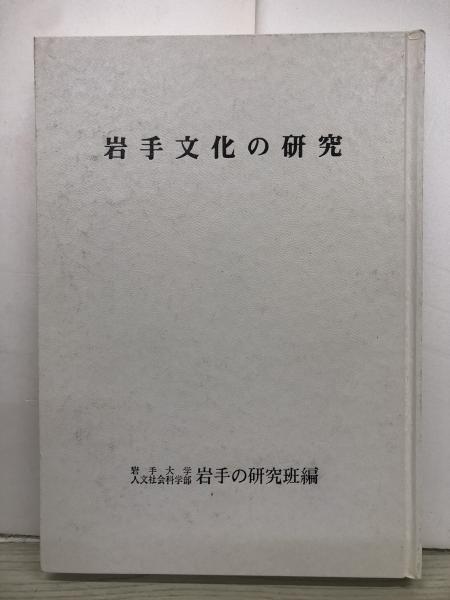 岩手文化の研究
岩手大学
人文社会科学部 岩手の研究班編